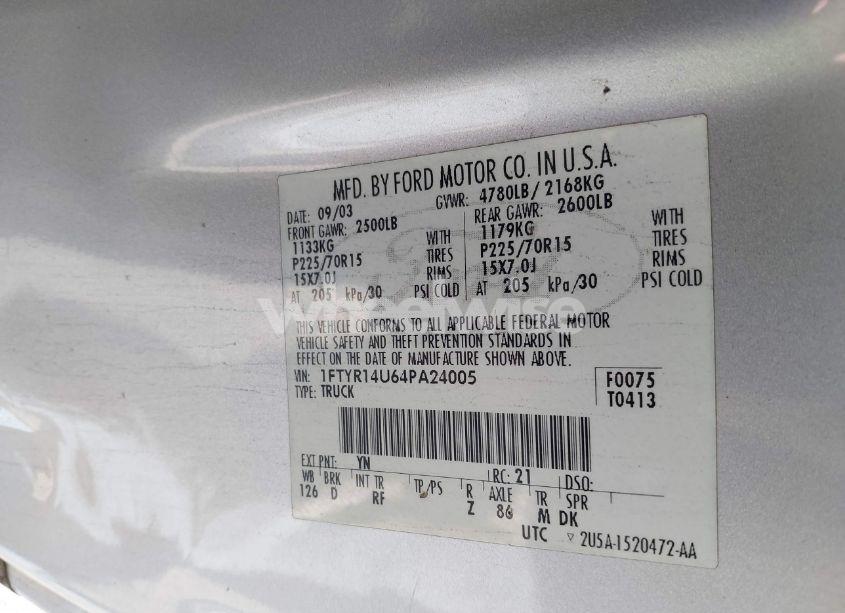 MFD. BY FORD MOTOR CO. IN U.S.A.
DATE: 09/03 GVWR: 4780LB/ 2168KG
FRONT GAWR: 2500LB REAR GAWR: 2600LB
1133KG WITH 1179KG WITH
P225/70R15 TIRES P225/70R15 TIRES
15X7.0J RIMS 15X7.0J RIMS
AT 205 kPa/30 PSI COLD AT 205 kPa/30 PSI COLD
wheelwise
THIS VEHICLE CONFORMS TO ALL APPLICABLE FEDERAL MOTOR
VEHICLE SAFETY AND THEFT PREVENTION STANDARDS IN
EFFECT ON THE DATE OF MANUFACTURE SHOWN ABOVE.
VIN: 1FTYR14U64PA24005 F0075
TYPE: TRUCK T0413
EXT PNT: YN RC: 21 DSO:
WB BRK INT TR TP/PS R AXLE TR SPR
126 D RF Z 86 M DK
UTC ▽ 2U5A-1520472-AA